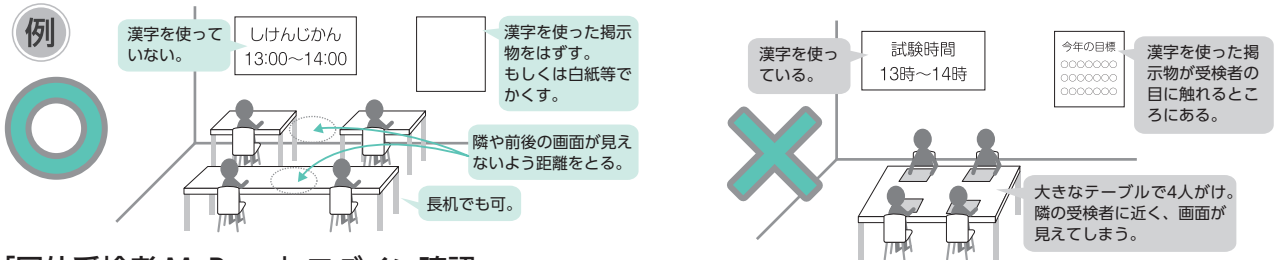 例
漢字を使って
いない。
しけんじかん
13:00〜14:00
漢字を使った掲示
物をはずす。
もしくは白紙等で
かくす。
隣や前後の画面が見え
ないよう距離をとる。
長机でも可。
漢字を使っ
ている。
試験時間
13時〜14時
今年の目標
○○○○○○○
○○○○○○○
○○○○○○○
漢字を使った掲
示物が受検者の
目に触れるとこ
ろにある。
大きなテーブルで4人がけ。
隣の受検者に近く、画面が
見えてしまう。